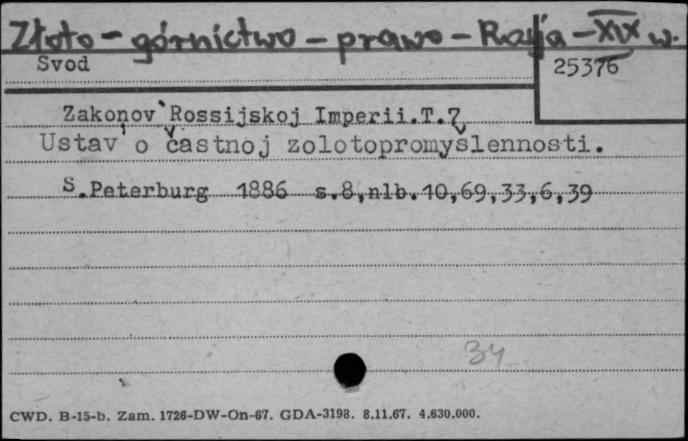 Złoto - górnictwo - prawo - Rosja - XIX w.
Svod
25376
Zakonov Rossijskoj Imperii.T.7
Ustav' o častnoj zolotopromyšlennosti.
S.Peterburg 1886 s.8,nlb.10,69,33,6,39
34
CWD. B-15-b. Zam. 1726-DW-On-67. GDA-3198. 8.11.67. 4.630.000.